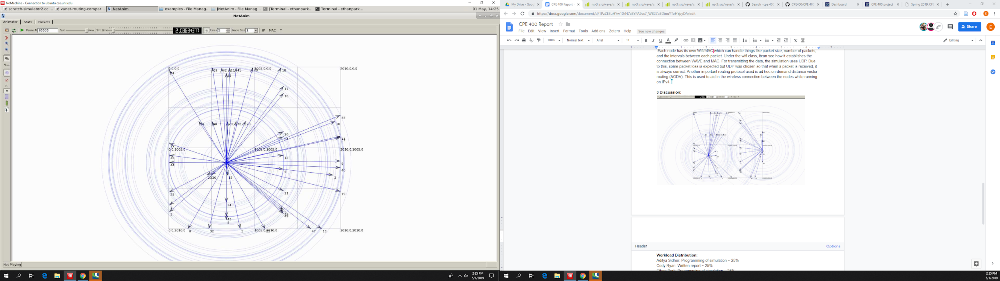 NoMachine - Connection to ubuntu.cse.unr.edu
scratch-simulator2.cc ...
vanet-routing-compar...
NetAnim
examples - File Manag...
[NetAnim - File Manag...
[Terminal - ethanpark...
Terminal - ethanpark...
01 May, 14:25
NetAnim
Animator Stats Packets
Pause At 65535 fast slow Sim time 2.09634377 Lines 5 Node Size 1 IP MAC T
R
M
0.0,0.0 1005.0,0.0 2010.0,0.0
39 42 11 41 18
45
17
16
35
10
20 38 28
26
34
37
0.0,1005.0 1005.0,1005.0 2010.0,1005.0
36
12
44
9
6
46
2330 15 3
25
21
19
24
2
49
43
8
0.0,2010.0 0 32 1 1005.0,2010.0 47 13 2010.0,2010.0
Not Playing
2:25 PM
5/1/2019
My Drive - Goog
CPE 400 Report
ns-3: src/wave/e
ns-3: src/wave/e
ns-3: src/wave/e
ns-3: src/wave/e
Search · cpe 400
CPE400/CPE 400
Dashboard
CPE 400 project
Spring 2019_CPE
https://docs.google.com/document/d/1PzZESuHYw10rN7cBYPA9sc7_WB27a5DinuYToHYpyDA/edit
CPE 400 Report
File Edit View Insert Format Tools Add-ons Zotero Help See new changes
Share
E
100% Normal text Arial 11 B I U A Editing
1 1 2 3 4 5 6 7
Each node has its own Wifi/MAC which can handle things like packet size, number of packets,
and the intervals between each packet. Under the wifi class, itcan see how it establishes the
connection between WAVE and MAC. For transmitting the data, the simulation uses UDP. Due
to this, some packet loss is expected but UDP was chosen so that when a packet is received, it
is always correct. Another important routing protocol used is ad hoc on-demand distance vector
routing (AODV). This is used to aid in the wireless connection between the nodes while running
on IPv4.
3 Discussion:
Header
Options
Workload Distribution:
Aditya Sidher: Programming of simulation ~ 25%
Cody Ryan: Written report ~ 25%
2:25 PM
5/1/2019